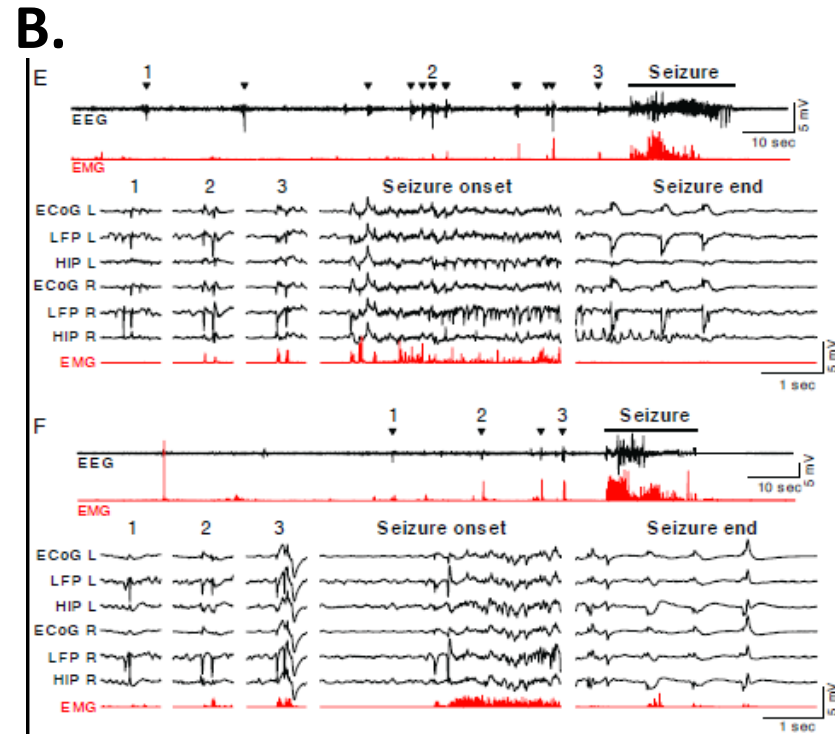 B.
E
1 2 3 Seizure
EEG
5 mV
10 sec
EMG
1 2 3 Seizure onset Seizure end
ECoG L
LFP L
HIP L
ECoG R
LFP R
HIP R
EMG
5 mV
1 sec
F
1 2 3 Seizure
EEG
5 mV
10 sec
EMG
1 2 3 Seizure onset Seizure end
ECoG L
LFP L
HIP L
ECoG R
LFP R
HIP R
EMG
5 mV
1 sec